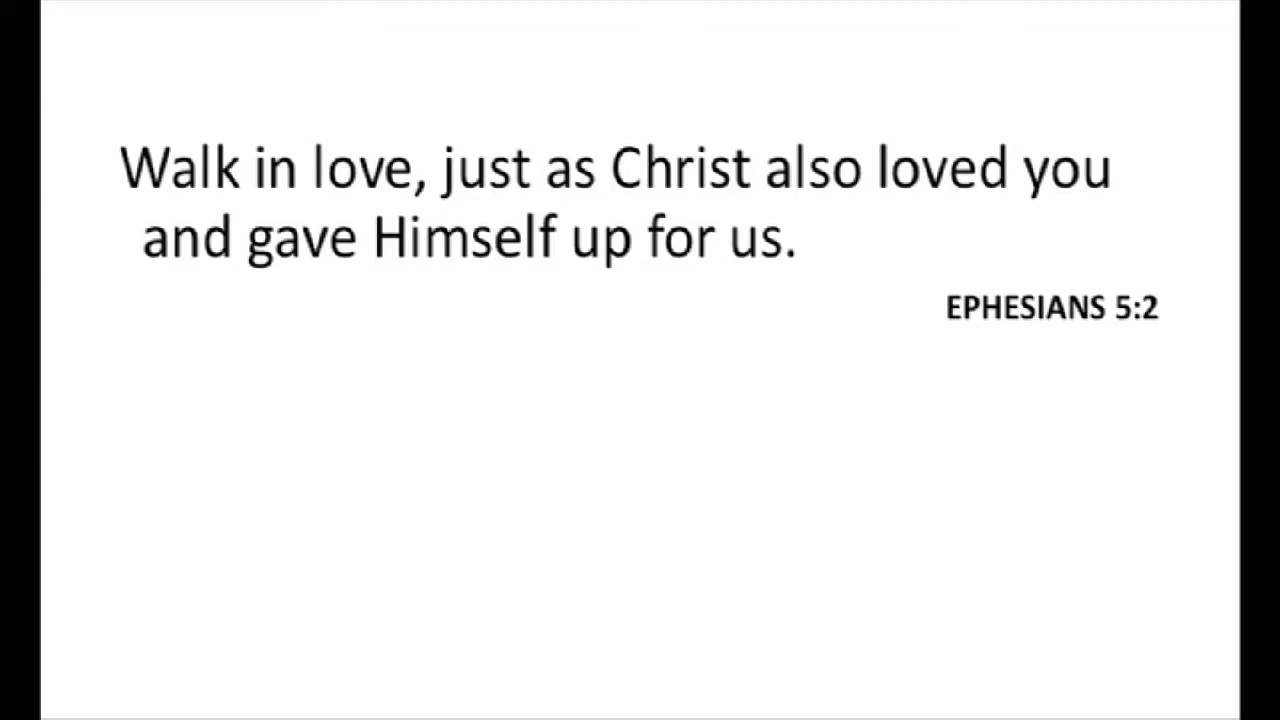 Walk in love, just as Christ also loved you
and gave Himself up for us.
EPHESIANS 5:2